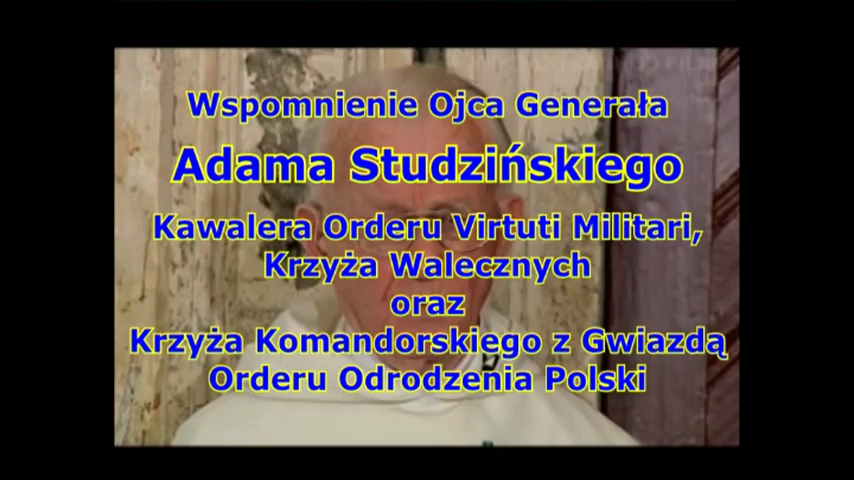 Wspomnienie Ojca Generała
Adama Studzińskiego
Kawalera Orderu Virtuti Militari,
Krzyża Walecznych
oraz
Krzyża Komandorskiego z Gwiazdą
Orderu Odrodzenia Polski